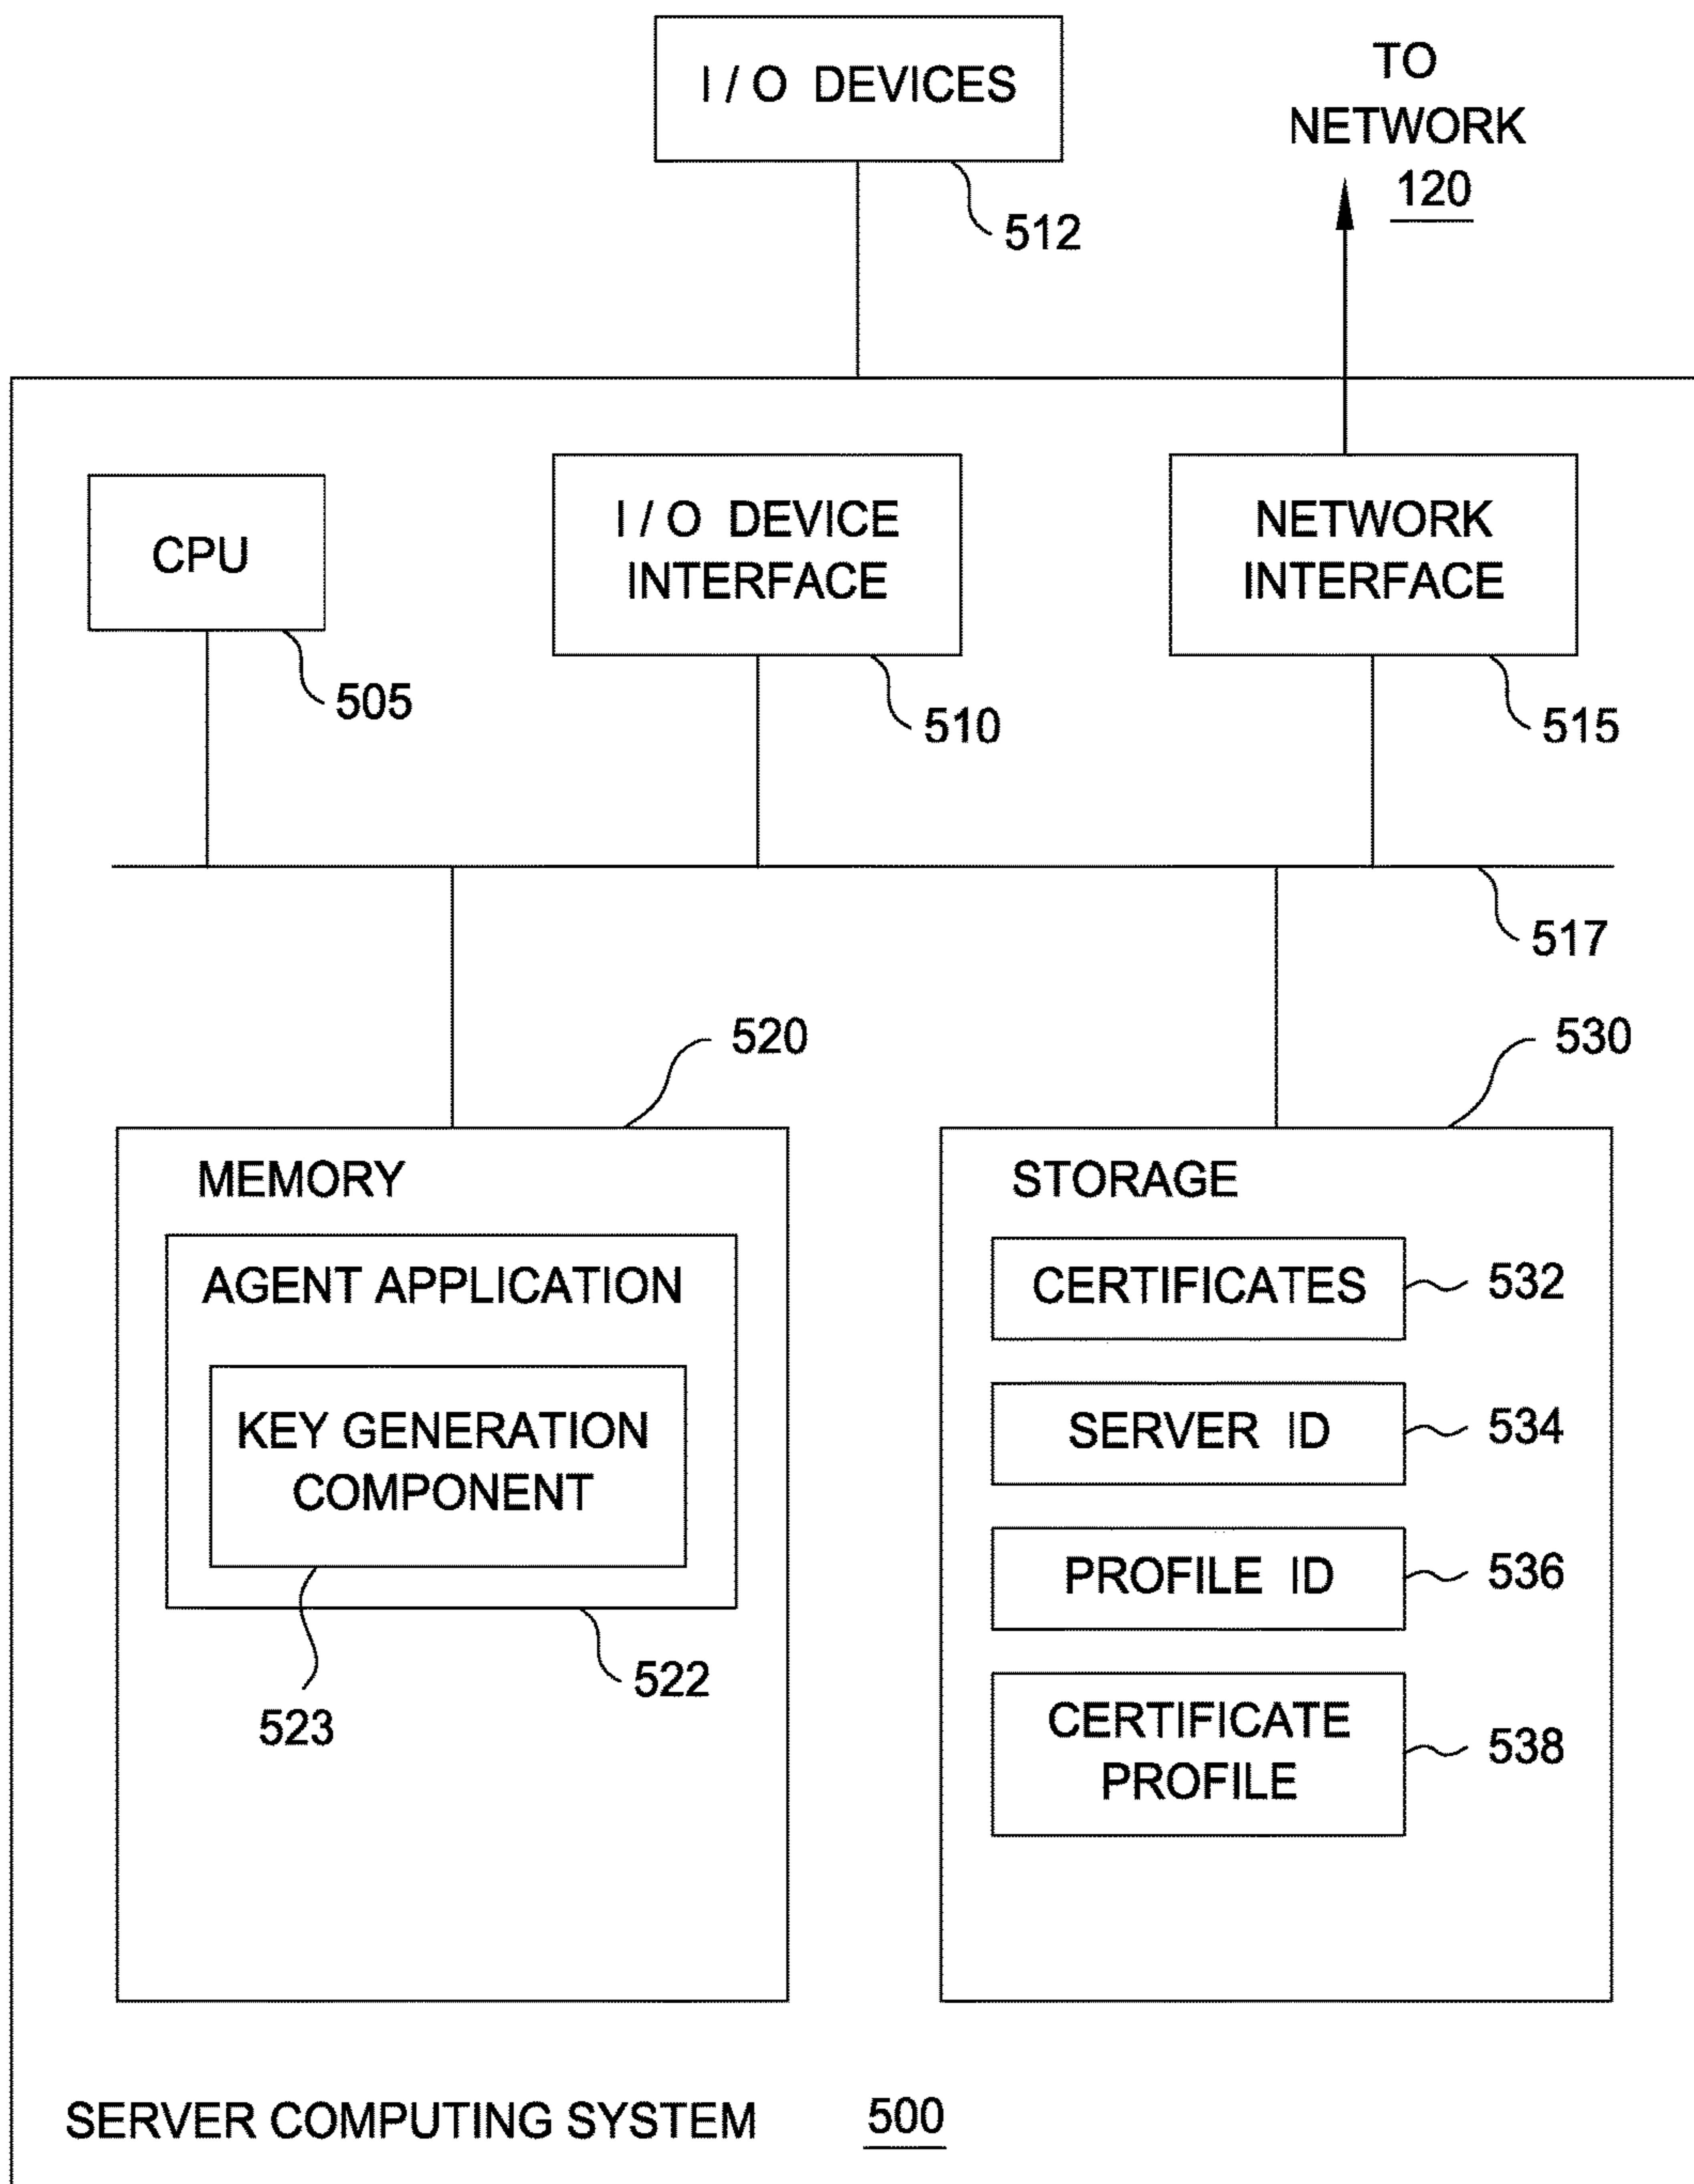 I / O DEVICES
TO
NETWORK
120
512
CPU
I / O DEVICE
INTERFACE
NETWORK
INTERFACE
505
510
515
517
520
530
MEMORY
AGENT APPLICATION
KEY GENERATION
COMPONENT
522
523
STORAGE
CERTIFICATES
532
SERVER ID
534
PROFILE ID
536
CERTIFICATE
PROFILE
538
SERVER COMPUTING SYSTEM 500